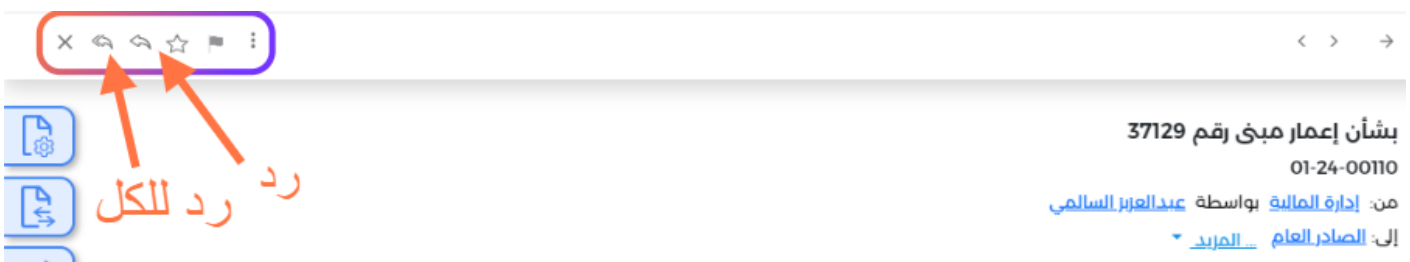 بشأن إعمار مبنى رقم 37129
01-24-00110
من: إدارة المالية بواسطة عبدالعزيز السالمي
إلى: الصادر العام ... المزيد
رد
رد للكل